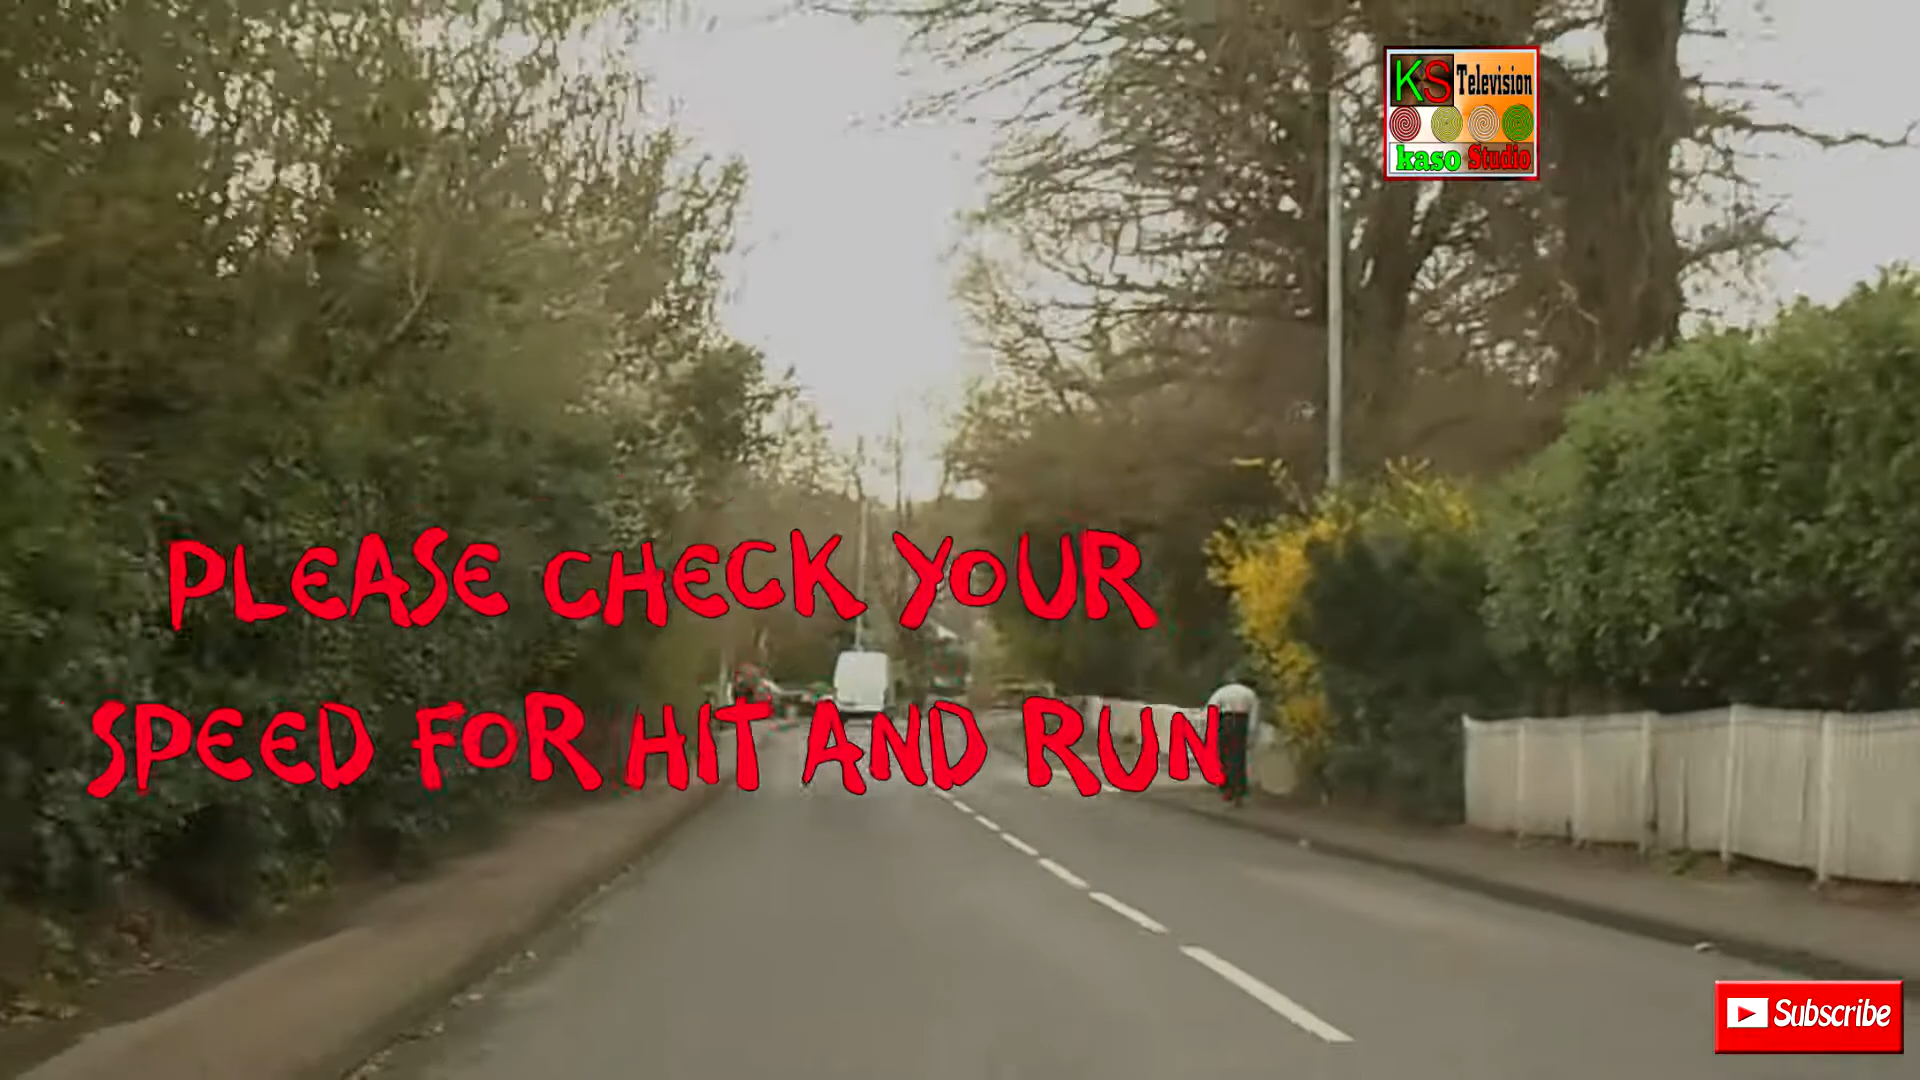 KS Television
kaso Studio
PLEASE CHECK YOUR
SPEED FOR HIT AND RUN
Subscribe